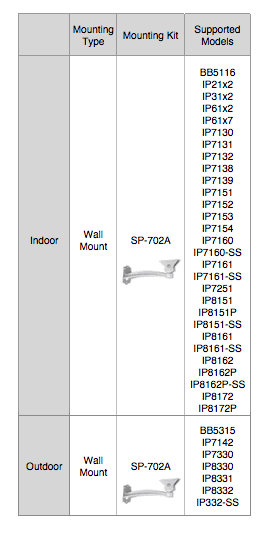 Mounting Type
Mounting Kit
Supported Models
Indoor
Wall Mount
SP-702A
BB5116
IP21x2
IP31x2
IP61x2
IP61x7
IP7130
IP7131
IP7132
IP7138
IP7139
IP7151
IP7152
IP7153
IP7154
IP7160
IP7160-SS
IP7161
IP7161-SS
IP7251
IP8151
IP8151P
IP8151-SS
IP8161
IP8161-SS
IP8162
IP8162P
IP8162P-SS
IP8172
IP8172P
Outdoor
Wall Mount
SP-702A
BB5315
IP7142
IP7330
IP8330
IP8331
IP8332
IP332-SS